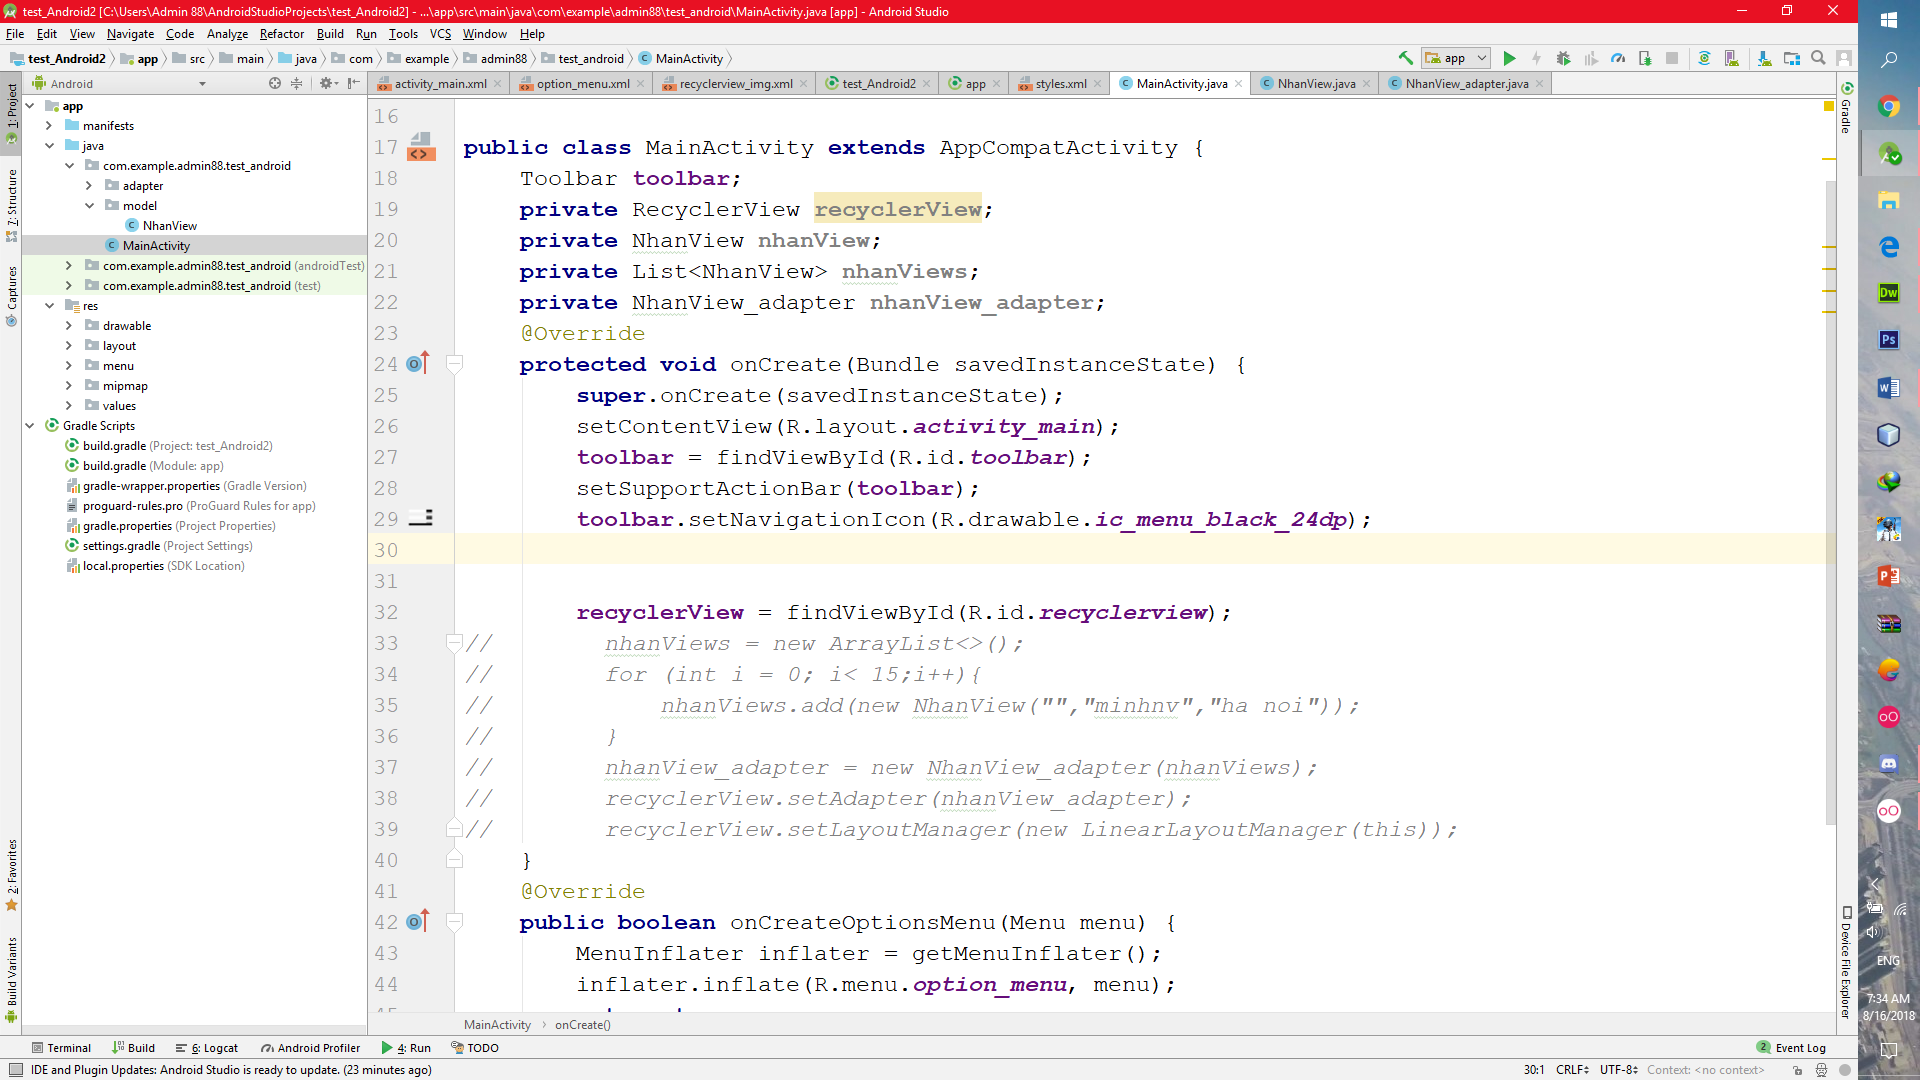 test_Android2 [C:\Users\Admin 88\AndroidStudioProjects\test_Android2] - ...\app\src\main\java\com\example\admin88\test_android\MainActivity.java [app] - Android Studio
File Edit View Navigate Code Analyze Refactor Build Run Tools VCS Window Help
test_Android2 app src main java com example admin88 test_android MainActivity app
Android activity_main.xml option_menu.xml recyclerview_img.xml test_Android2 app styles.xml MainActivity.java NhanView.java NhanView_adapter.java
1: Project
7: Structure
Captures
2: Favorites
Build Variants
app
manifests
java
com.example.admin88.test_android
adapter
model
NhanView
MainActivity
com.example.admin88.test_android (androidTest)
com.example.admin88.test_android (test)
res
drawable
layout
menu
mipmap
values
Gradle Scripts
build.gradle (Project: test_Android2)
build.gradle (Module: app)
gradle-wrapper.properties (Gradle Version)
proguard-rules.pro (ProGuard Rules for app)
gradle.properties (Project Properties)
settings.gradle (Project Settings)
local.properties (SDK Location)
16
17 public class MainActivity extends AppCompatActivity {
18 Toolbar toolbar;
19 private RecyclerView recyclerView;
20 private NhanView nhanView;
21 private List<NhanView> nhanViews;
22 private NhanView_adapter nhanView_adapter;
23 @Override
24 protected void onCreate(Bundle savedInstanceState) {
25 super.onCreate(savedInstanceState);
26 setContentView(R.layout.activity_main);
27 toolbar = findViewById(R.id.toolbar);
28 setSupportActionBar(toolbar);
29 toolbar.setNavigationIcon(R.drawable.ic_menu_black_24dp);
30
31
32 recyclerView = findViewById(R.id.recyclerview);
33 // nhanViews = new ArrayList<>();
34 // for (int i = 0; i< 15;i++){
35 // nhanViews.add(new NhanView("","minhnv","ha noi"));
36 // }
37 // nhanView_adapter = new NhanView_adapter(nhanViews);
38 // recyclerView.setAdapter(nhanView_adapter);
39 // recyclerView.setLayoutManager(new LinearLayoutManager(this));
40 }
41 @Override
42 public boolean onCreateOptionsMenu(Menu menu) {
43 MenuInflater inflater = getMenuInflater();
44 inflater.inflate(R.menu.option_menu, menu);
MainActivity onCreate()
Gradle
Device File Explorer
Terminal Build 6: Logcat Android Profiler 4: Run TODO 2 Event Log
IDE and Plugin Updates: Android Studio is ready to update. (23 minutes ago) 30:1 CRLF UTF-8 Context: <no context>
Dw
Ps
ENG
7:34 AM
8/16/2018